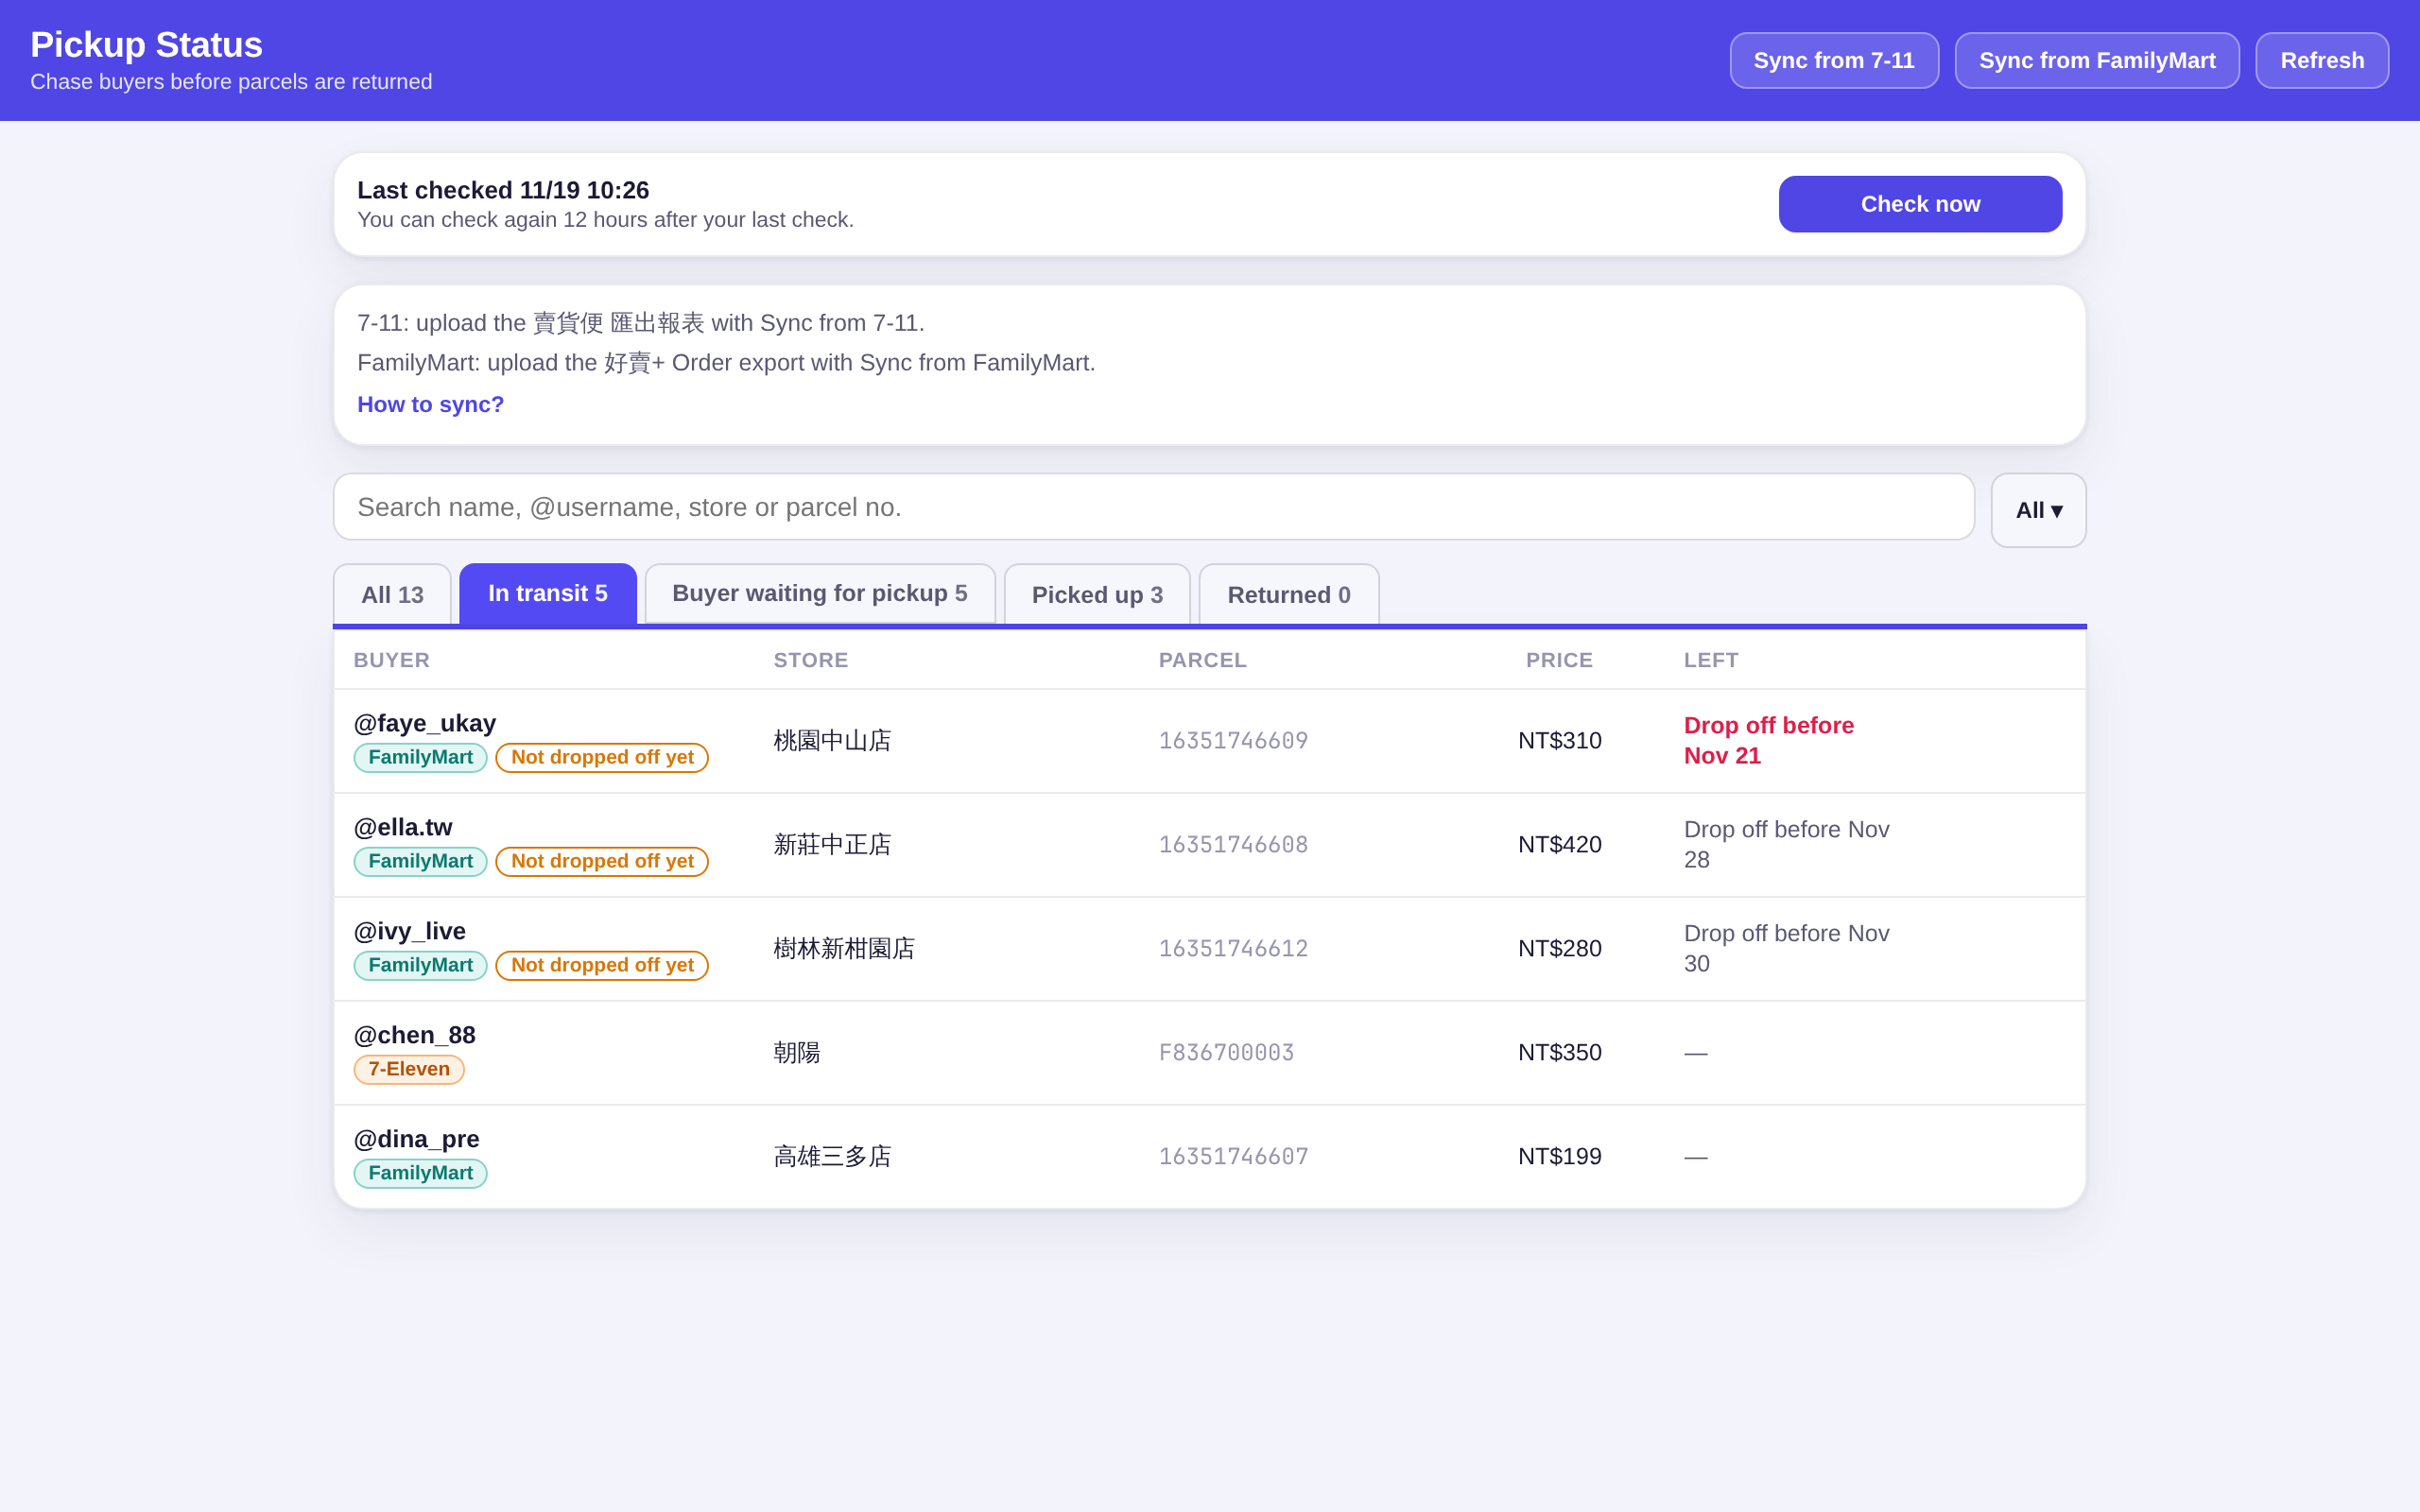 Pickup Status
Chase buyers before parcels are returned
Sync from 7-11
Sync from FamilyMart
Refresh
Last checked 11/19 10:26
You can check again 12 hours after your last check.
Check now
7-11: upload the 賣貨便 匯出報表 with Sync from 7-11.
FamilyMart: upload the 好賣+ Order export with Sync from FamilyMart.
How to sync?
Search name, @username, store or parcel no.
All ▾
All 13
In transit 5
Buyer waiting for pickup 5
Picked up 3
Returned 0
BUYER STORE PARCEL PRICE LEFT
@faye_ukay
FamilyMart Not dropped off yet
桃園中山店
16351746609
NT$310
Drop off before
Nov 21
@ella.tw
FamilyMart Not dropped off yet
新莊中正店
16351746608
NT$420
Drop off before Nov
28
@ivy_live
FamilyMart Not dropped off yet
樹林新柑園店
16351746612
NT$280
Drop off before Nov
30
@chen_88
7-Eleven
朝陽
F836700003
NT$350
—
@dina_pre
FamilyMart
高雄三多店
16351746607
NT$199
—